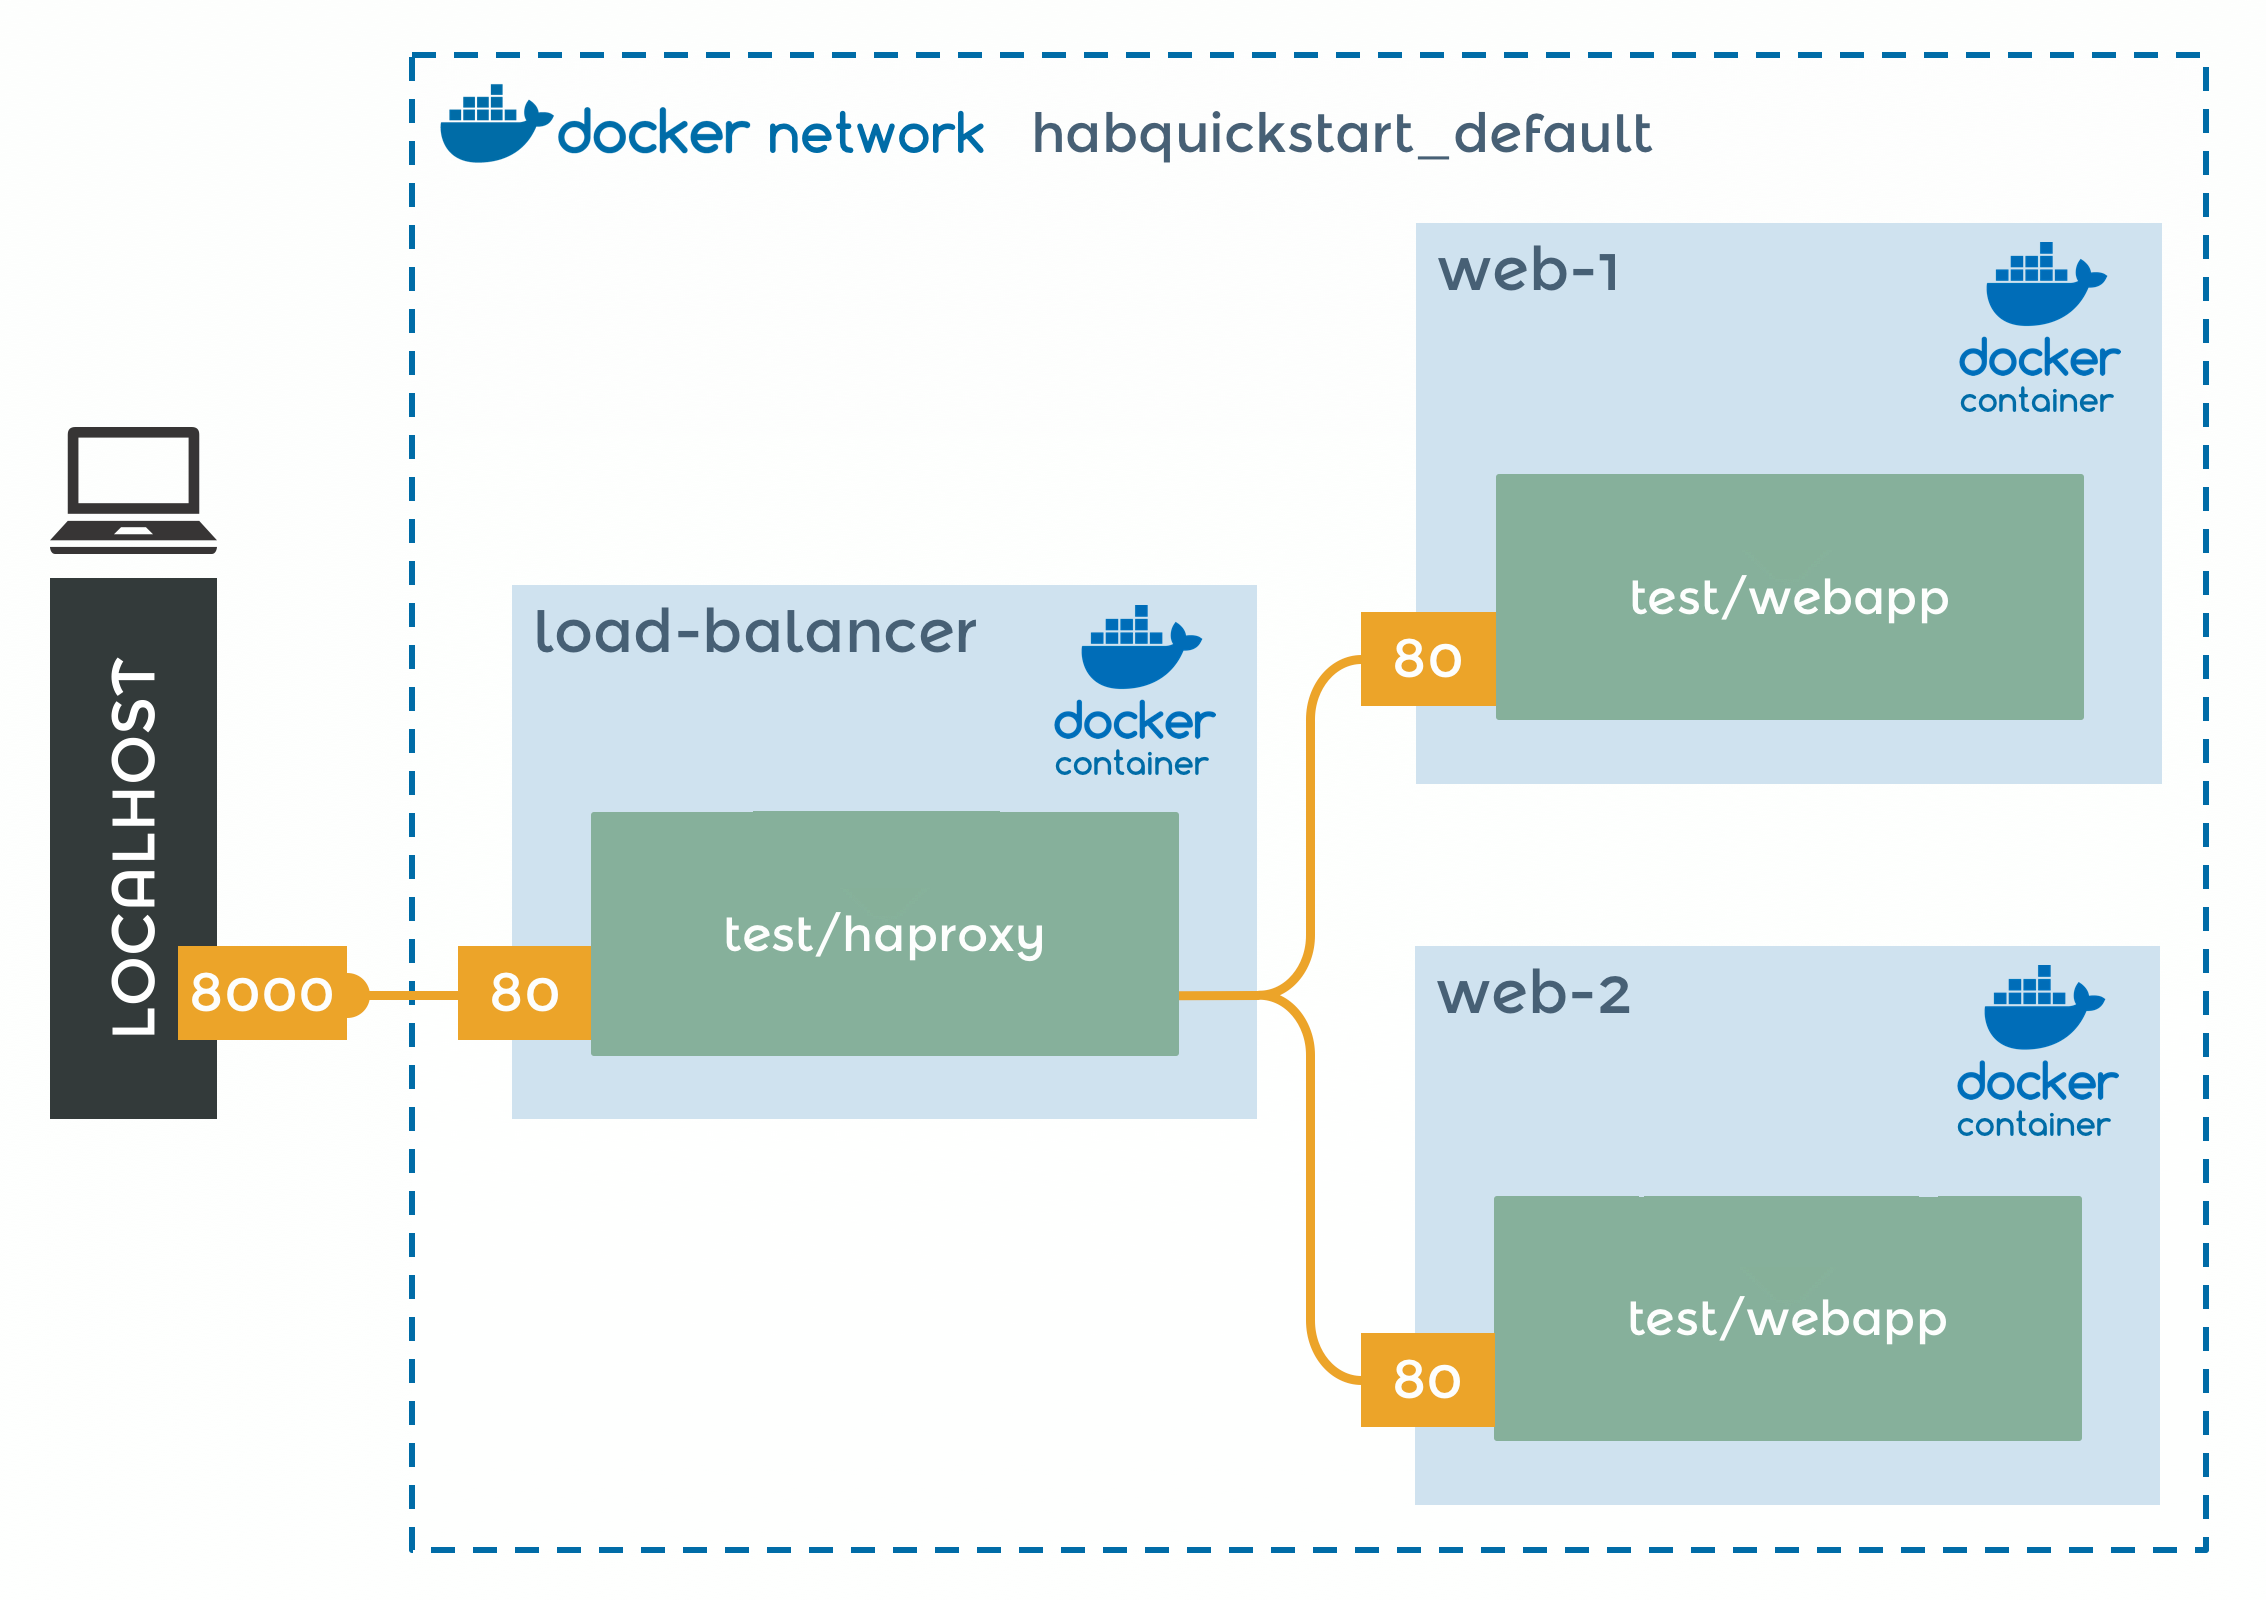 docker network habquickstart_default
web-1
docker
container
test/webapp
80
LOCALHOST
8000
load-balancer
docker
container
test/haproxy
80
web-2
docker
container
test/webapp
80